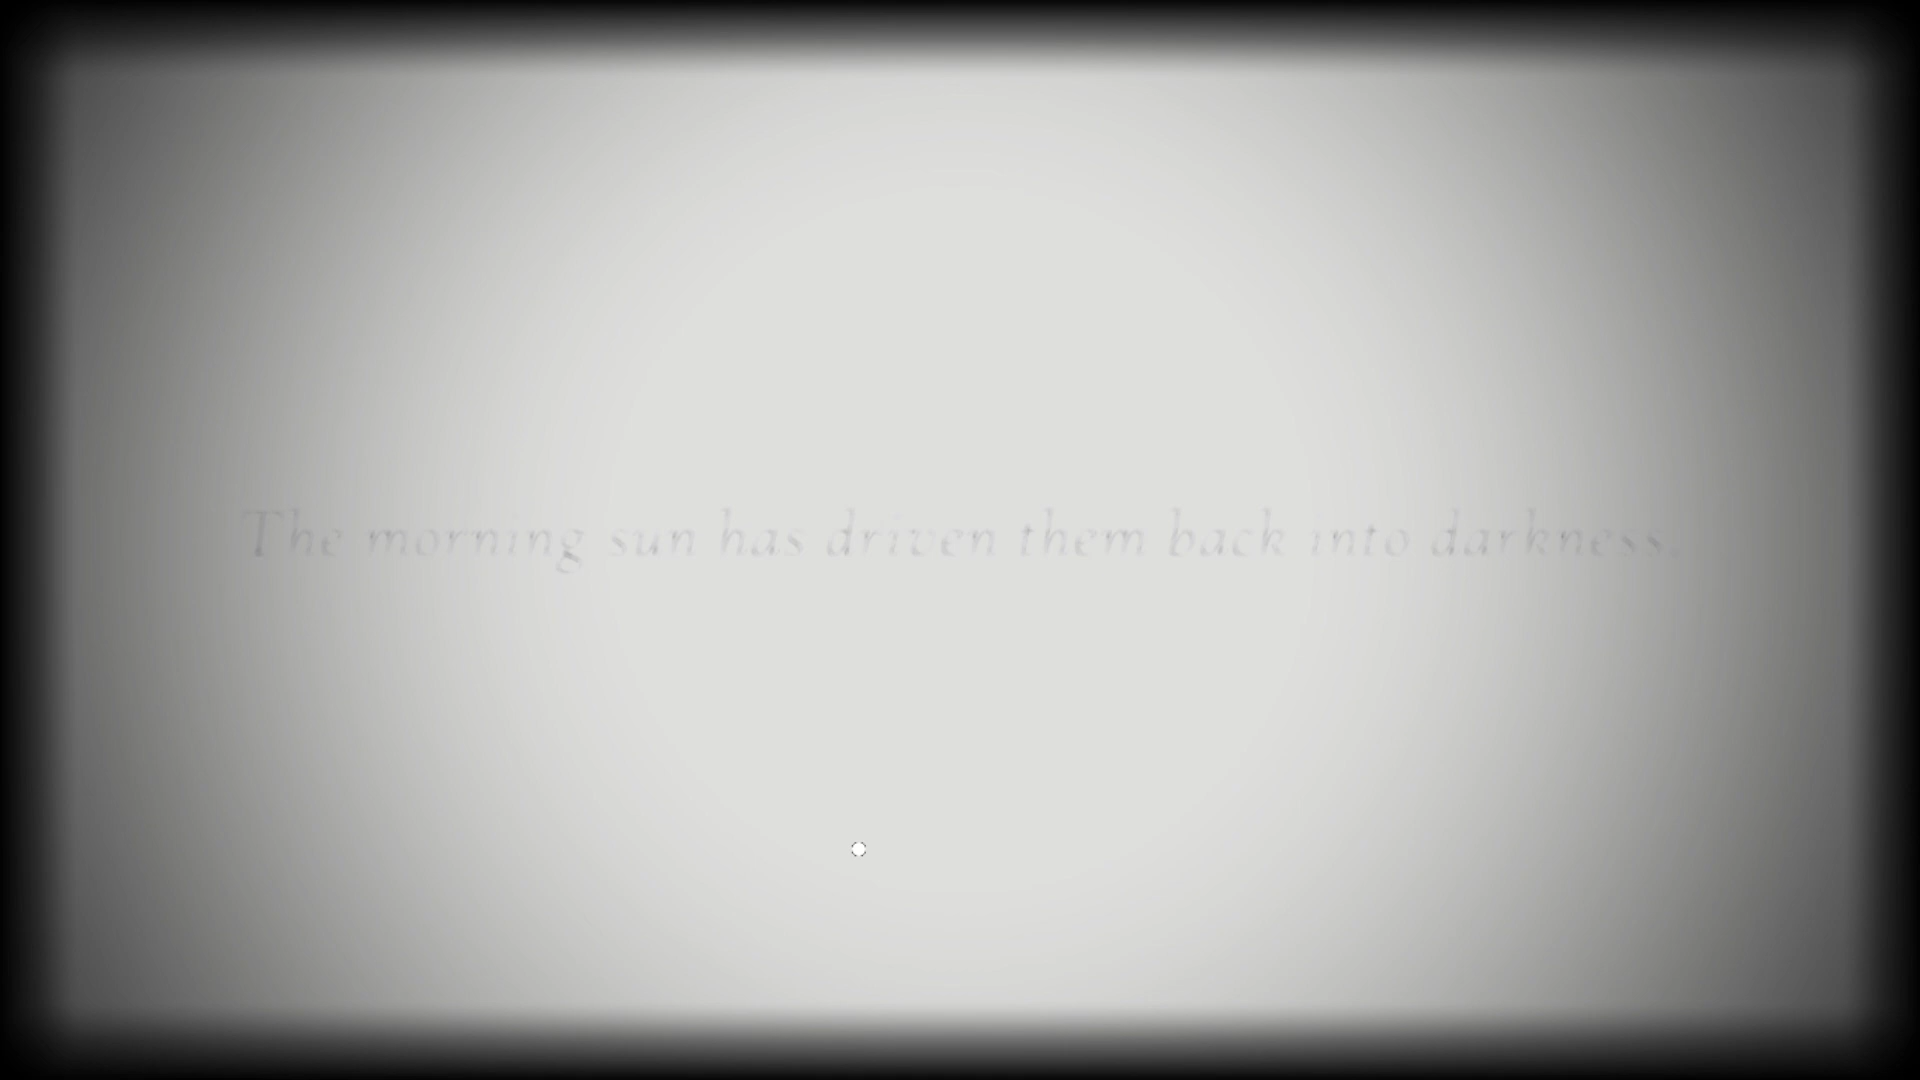 The morning sun has driven them back into darkness.